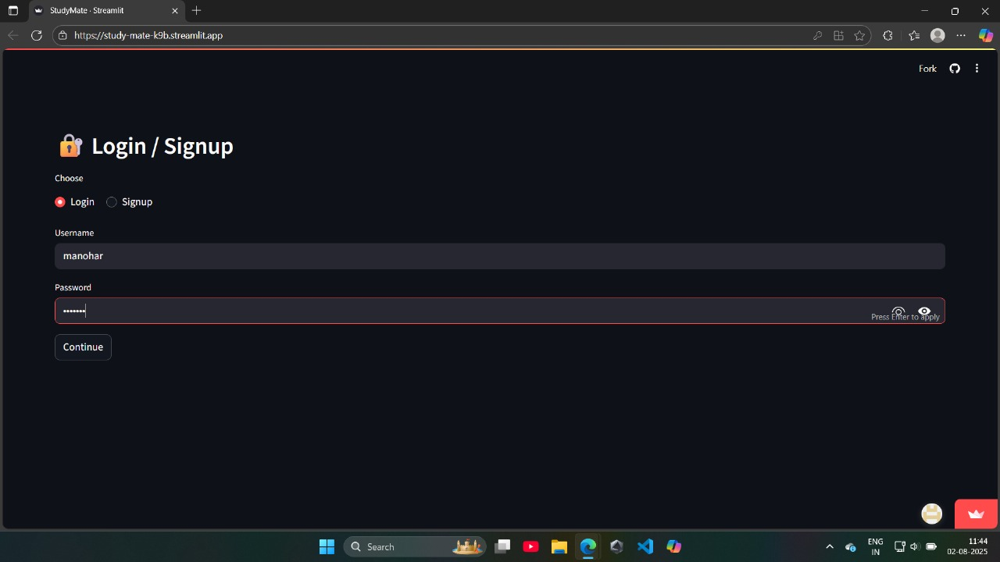 StudyMate · Streamlit
https://study-mate-k9b.streamlit.app
Fork
Login / Signup
Choose
Login Signup
Username
manohar
Password
•••••••
Press Enter to apply
Continue
Search
ENG
IN
11:44
02-08-2025